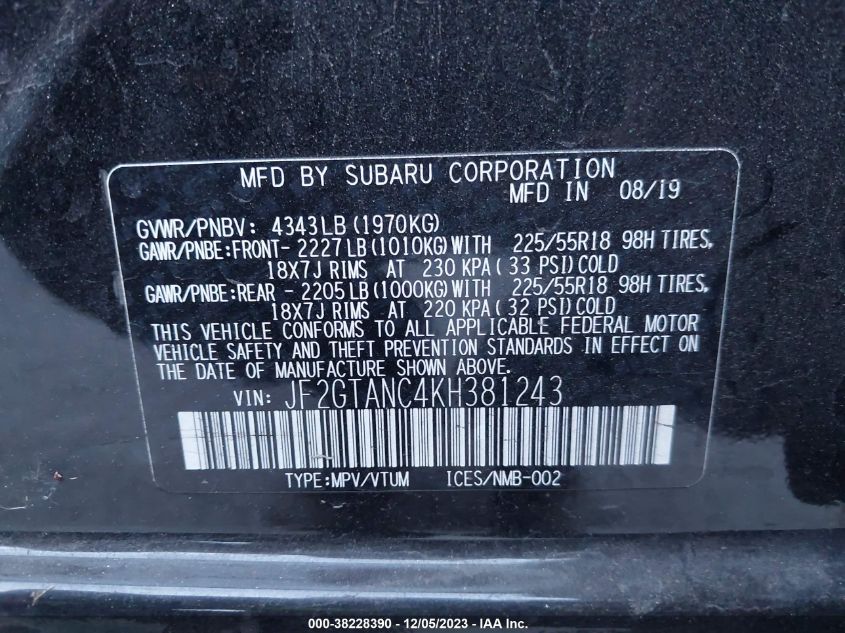 MFD BY SUBARU CORPORATION
MFD IN 08/19
GVWR/PNBV: 4343LB (1970KG)
GAWR/PNBE:FRONT- 2227LB (1010KG) WITH 225/55R18 98H TIRES,
18X7J RIMS AT 230 KPA (33 PSI) COLD
GAWR/PNBE:REAR - 2205LB (1000KG) WITH 225/55R18 98H TIRES,
18X7J RIMS AT 220 KPA (32 PSI) COLD
THIS VEHICLE CONFORMS TO ALL APPLICABLE FEDERAL MOTOR
VEHICLE SAFETY AND THEFT PREVENTION STANDARDS IN EFFECT ON
THE DATE OF MANUFACTURE SHOWN ABOVE.
VIN: JF2GTANC4KH381243
TYPE:MPV/VTUM ICES/NMB-002
000-38228390 - 12/05/2023 - IAA Inc.